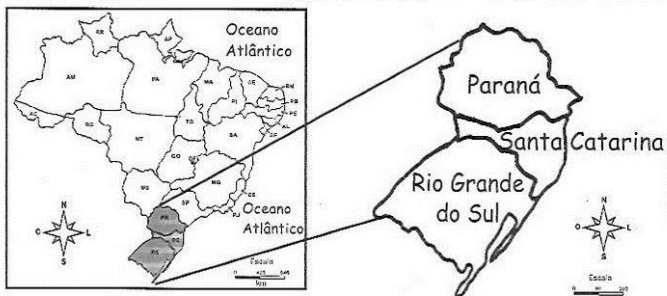 Oceano
Atlântico
RR
AP
AM
PA
MA
CE
RN
PB
PE
AL
SE
PI
AC
RO
TO
MT
BA
GO
DF
MG
ES
MS
SP
RJ
Oceano
Atlântico
PR
SC
RS
N
O
L
S
Escala
Km
Paraná
Santa Catarina
Rio Grande
do Sul
N
O
L
S
Escala